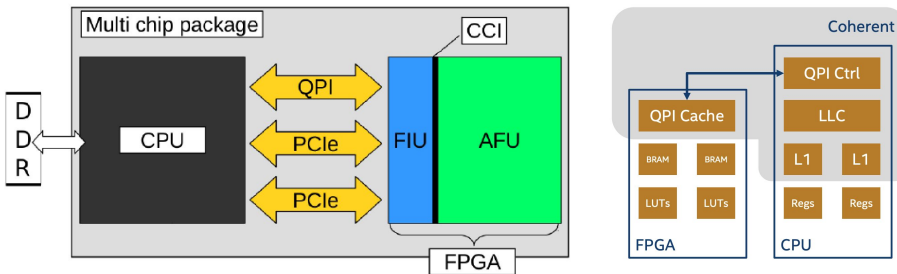 Multi chip package
CCI
DDR
CPU
QPI
PCIe
PCIe
FIU
AFU
FPGA
Coherent
QPI Ctrl
QPI Cache
LLC
BRAM BRAM
L1 L1
LUTs LUTs
Regs Regs
FPGA
CPU